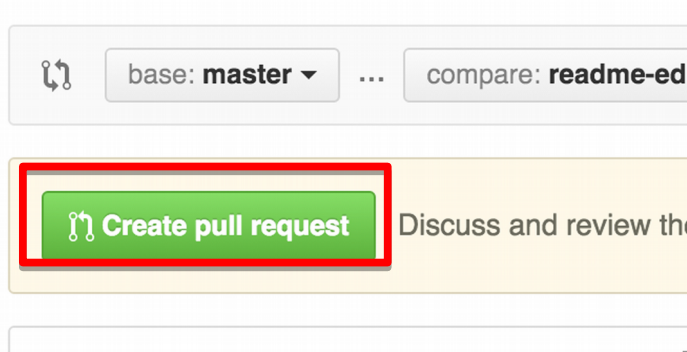 base: master ... compare: readme-ed
Create pull request Discuss and review the